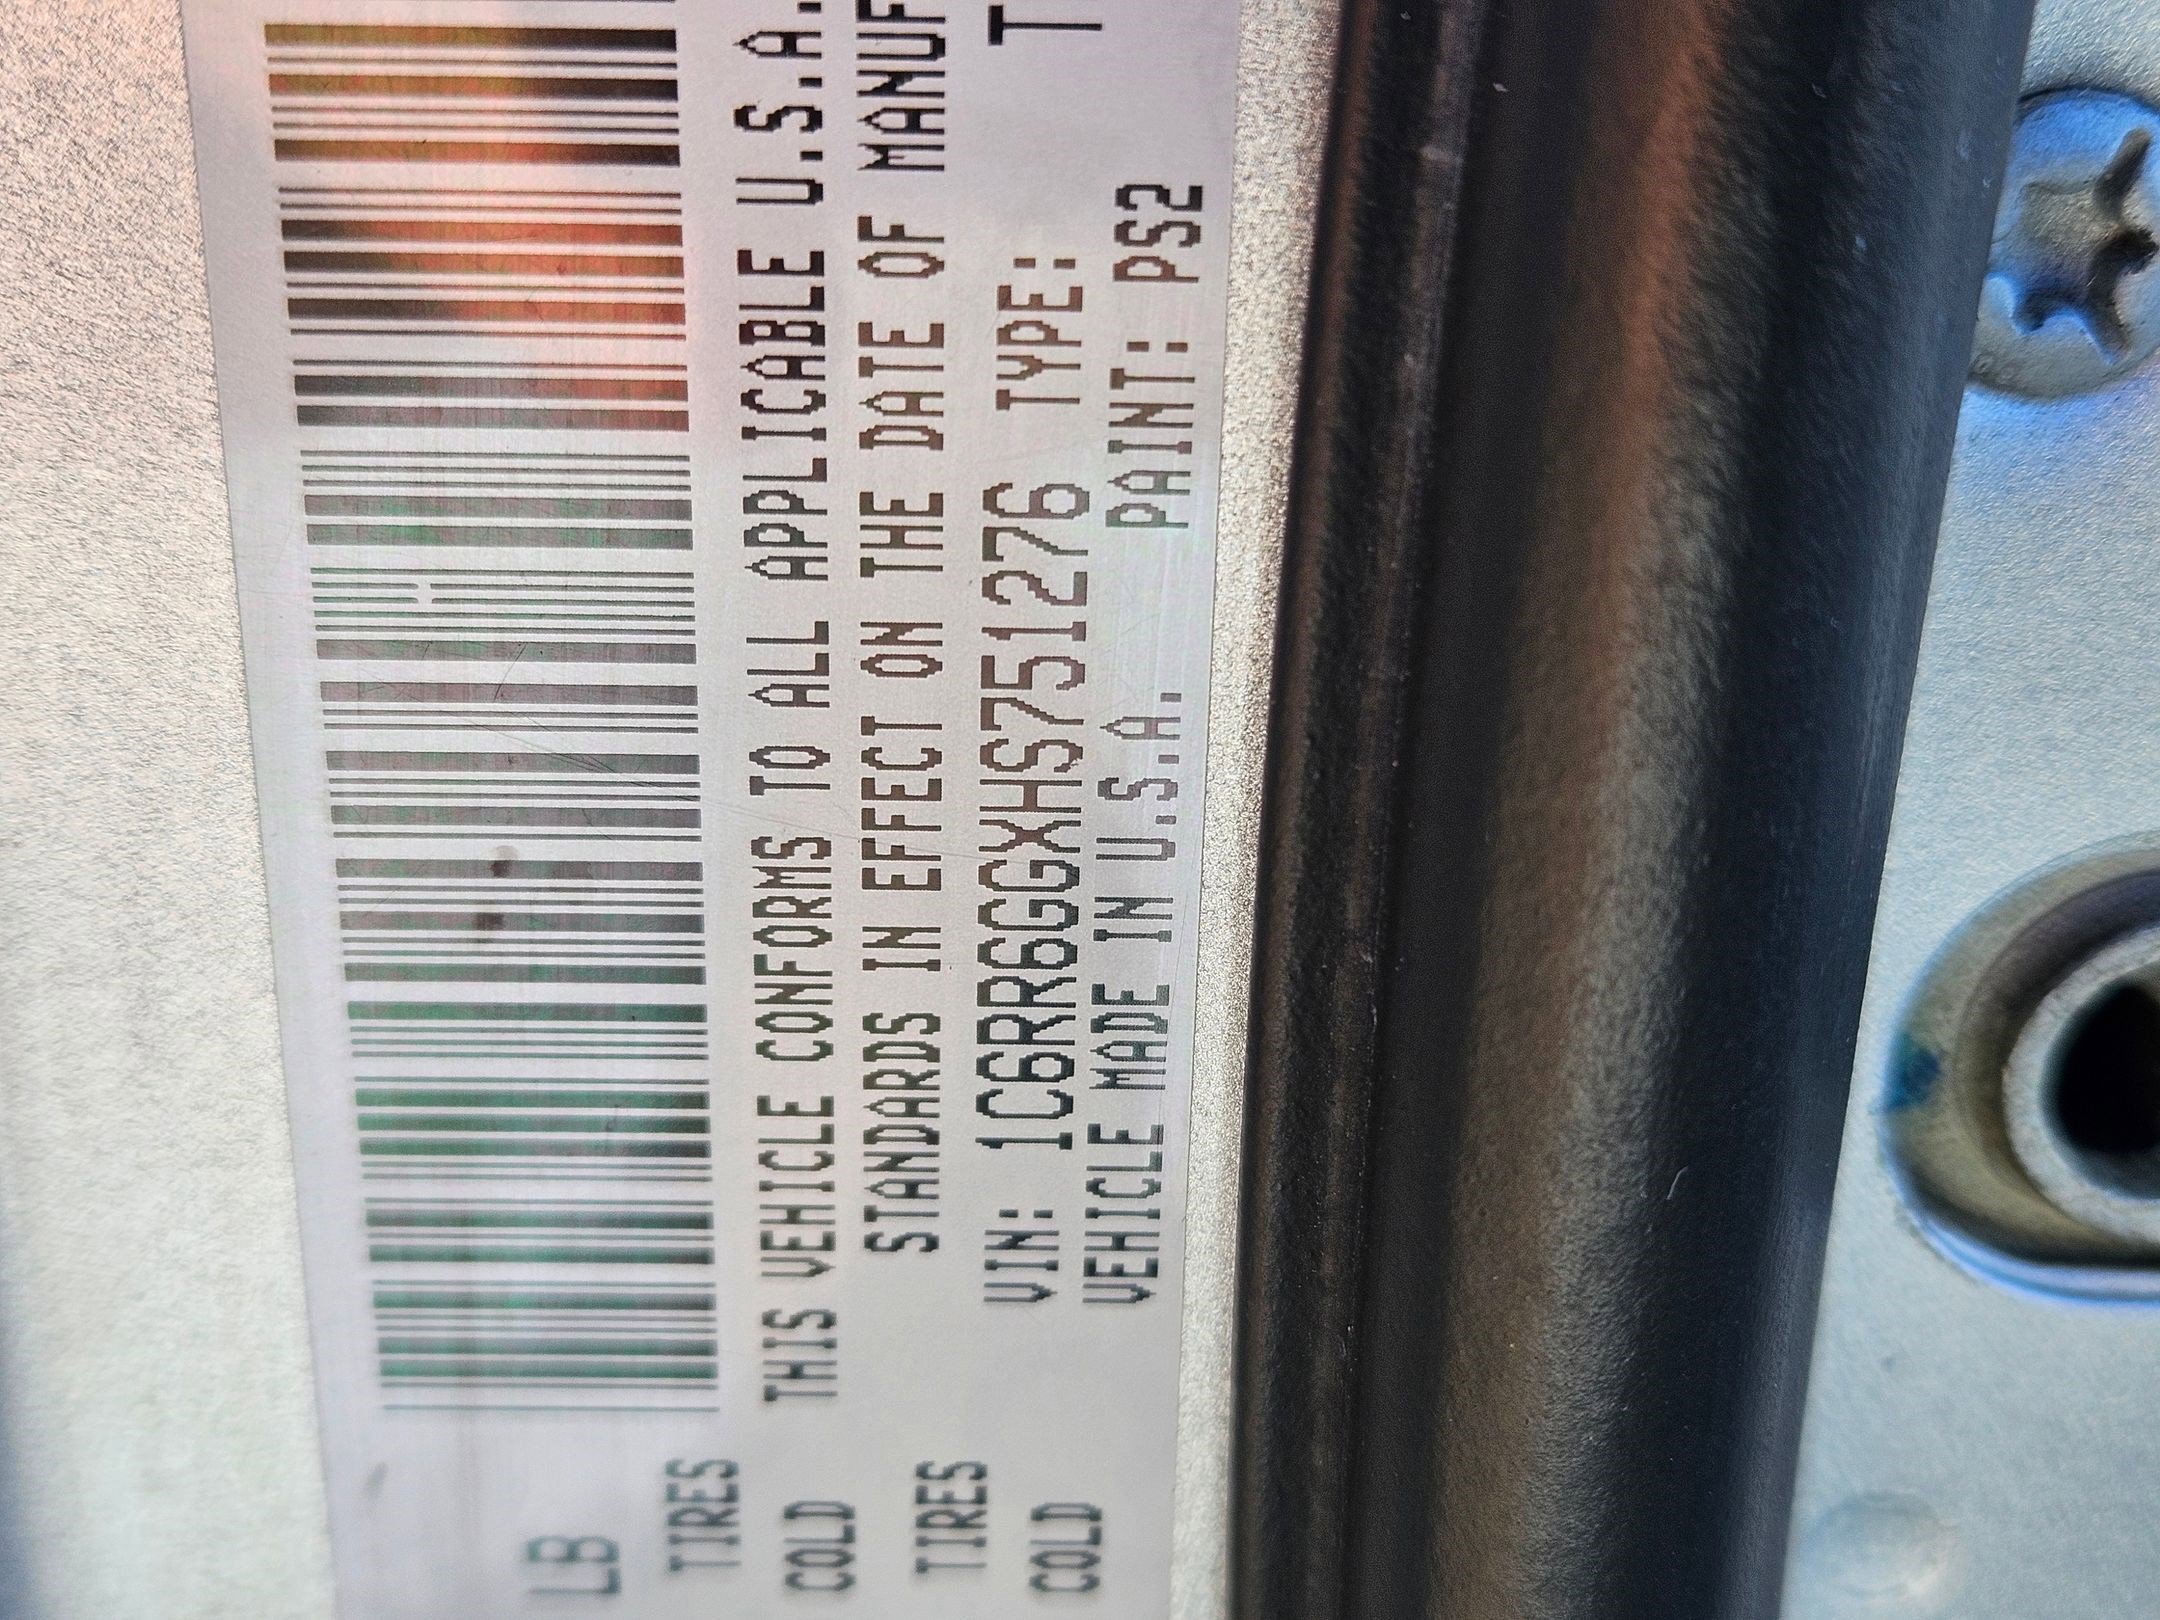 LB
TIRES
COLD
TIRES
COLD
THIS VEHICLE CONFORMS TO ALL APPLICABLE U.S.A.
STANDARDS IN EFFECT ON THE DATE OF MANUF
VIN: 1C6RR6GGXHS751276 TYPE: T
VEHICLE MADE IN U.S.A. PAINT: PS2